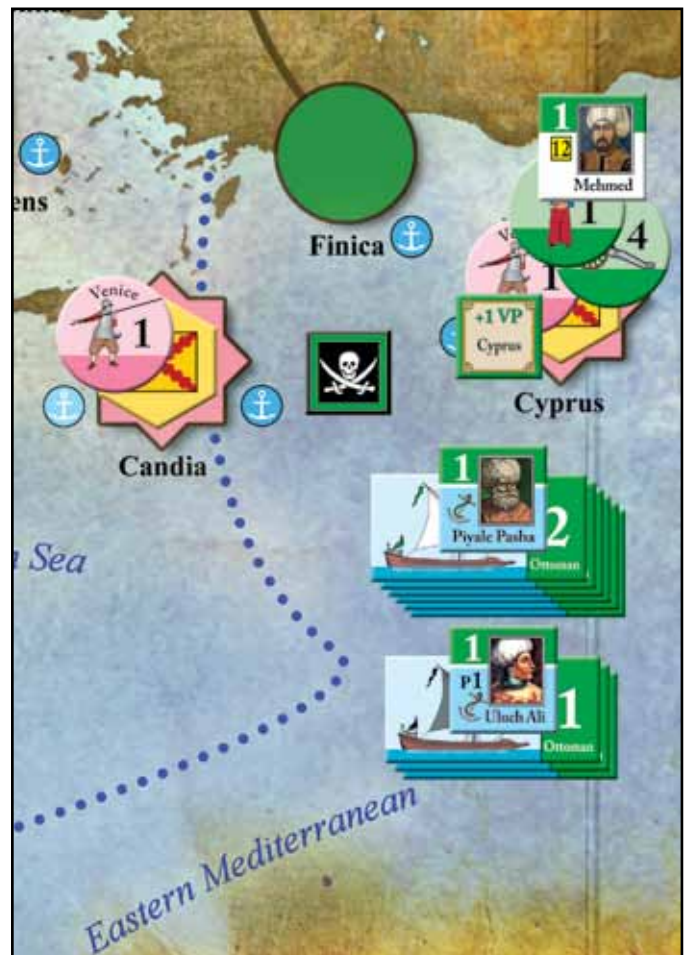 1
12
Mehmed
ens
Finica
1
4
Venice
1
1
+1 VP
Cyprus
Cyprus
Candia
1
Piyale Pasha
2
Ottoman
n Sea
1
P1
Uluch Ali
1
Ottoman
Eastern Mediterranean